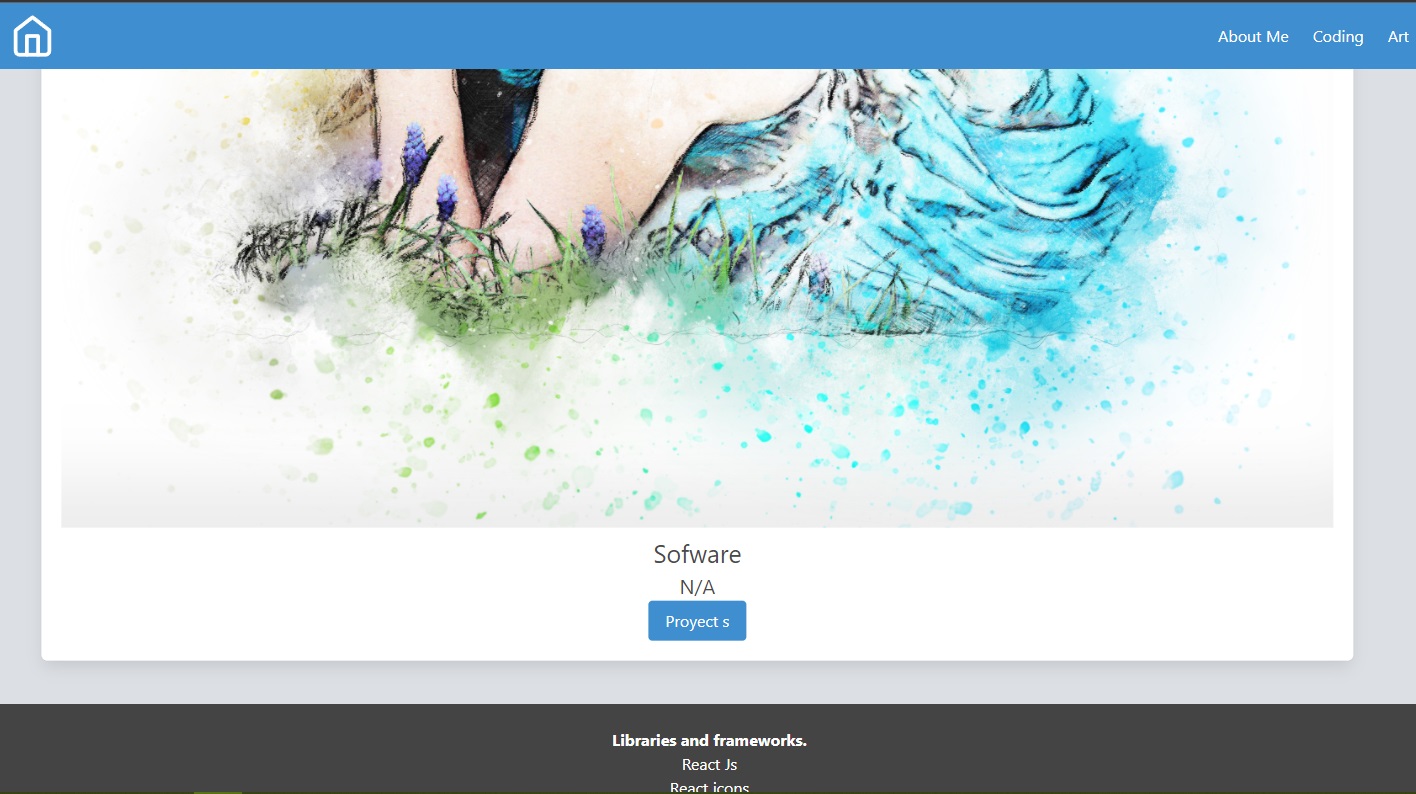 About Me Coding Art
Sofware
N/A
Proyect s
Libraries and frameworks.
React Js
React icons